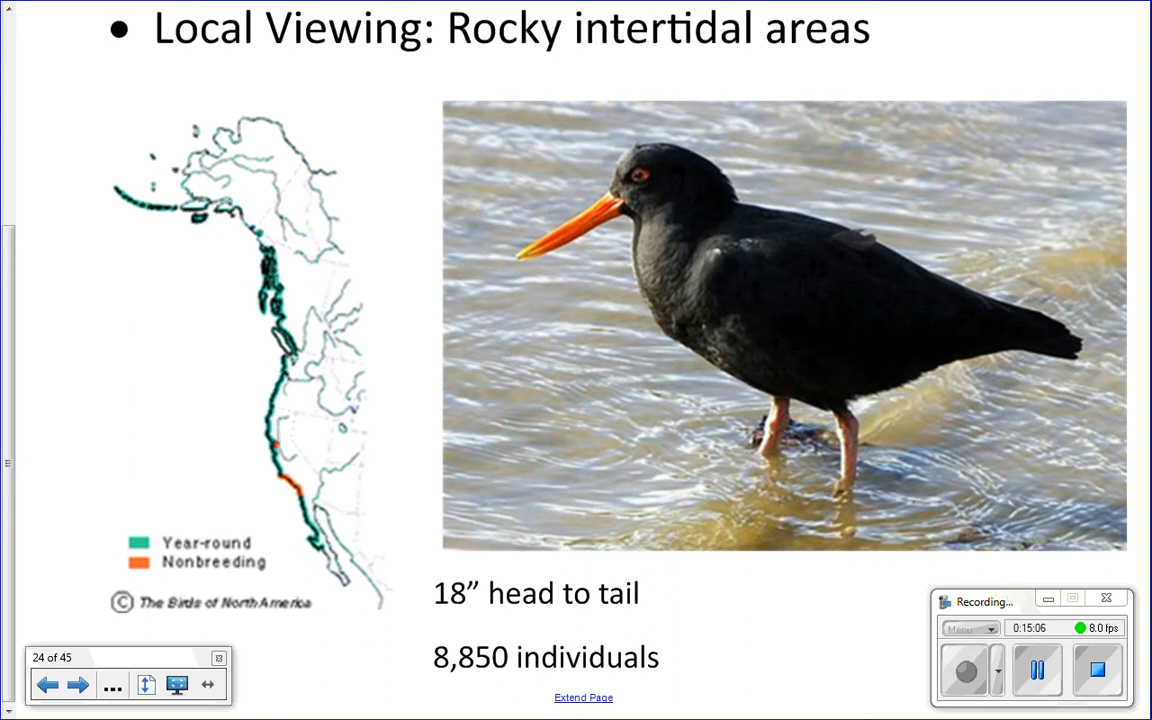 • Local Viewing: Rocky intertidal areas
Year-round
Nonbreeding
© The Birds of North America
18” head to tail
8,850 individuals
Extend Page
24 of 45
...
Recording...
Menu
0:15:06
8.0 fps